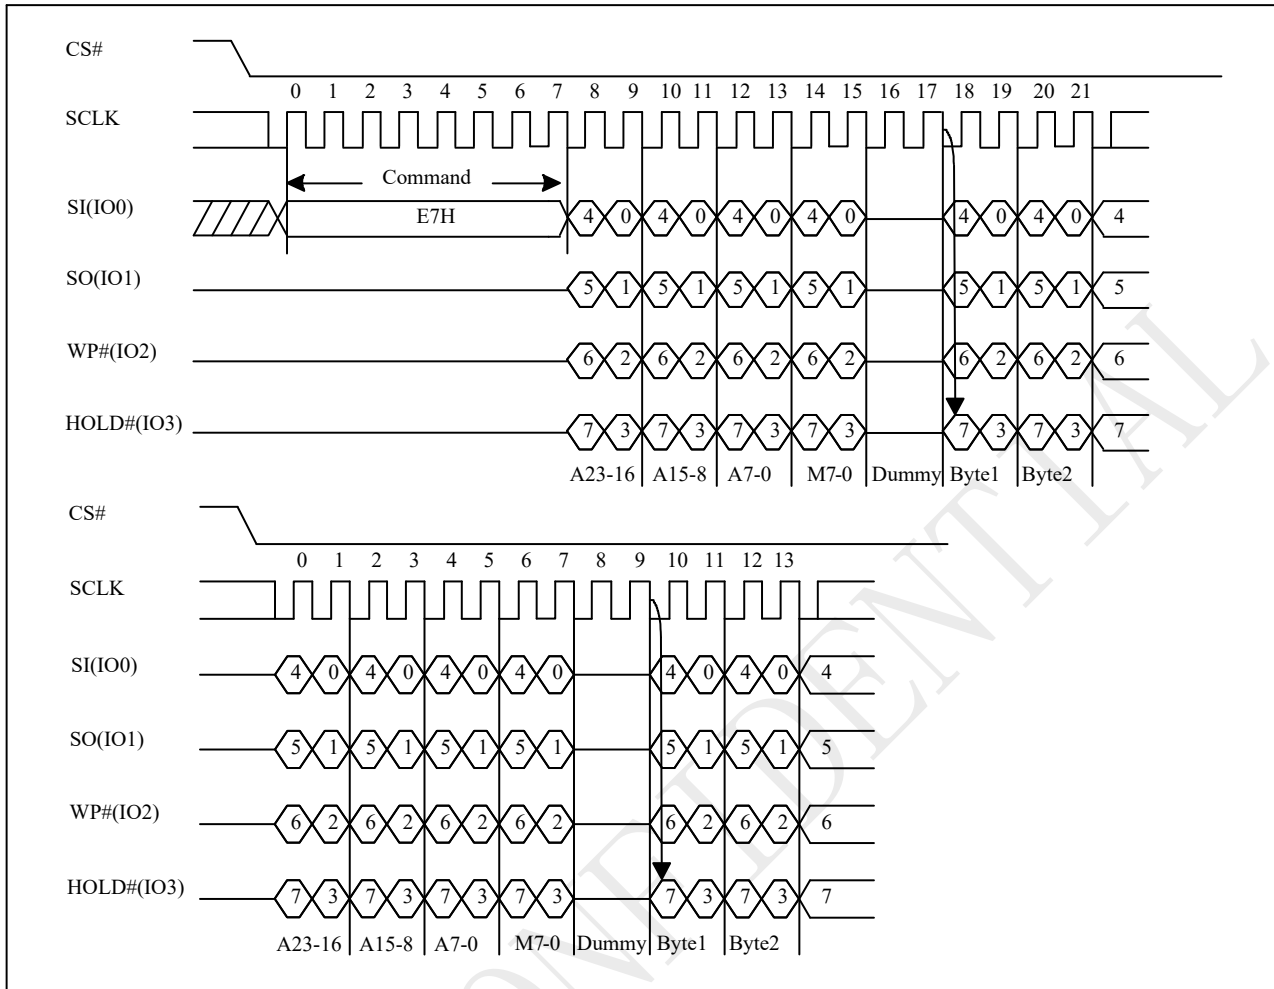 CS#
0 1 2 3 4 5 6 7 8 9 10 11 12 13 14 15 16 17 18 19 20 21
SCLK
Command
SI(IO0) E7H 4 0 4 0 4 0 4 0 4 0 4 0 4
SO(IO1) 5 1 5 1 5 1 5 1 5 1 5 1 5
WP#(IO2) 6 2 6 2 6 2 6 2 6 2 6 2 6
HOLD#(IO3) 7 3 7 3 7 3 7 3 7 3 7 3 7
A23-16 A15-8 A7-0 M7-0 Dummy Byte1 Byte2
CS#
0 1 2 3 4 5 6 7 8 9 10 11 12 13
SCLK
SI(IO0) 4 0 4 0 4 0 4 0 4 0 4 0 4
SO(IO1) 5 1 5 1 5 1 5 1 5 1 5 1 5
WP#(IO2) 6 2 6 2 6 2 6 2 6 2 6 2 6
HOLD#(IO3) 7 3 7 3 7 3 7 3 7 3 7 3 7
A23-16 A15-8 A7-0 M7-0 Dummy Byte1 Byte2
ONFIDENTIAL